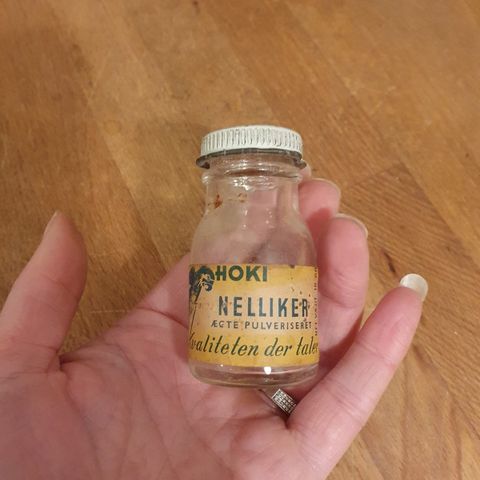 HOKI
NELLIKER
ÆGTE PULVERISERET
Kvaliteten der taler